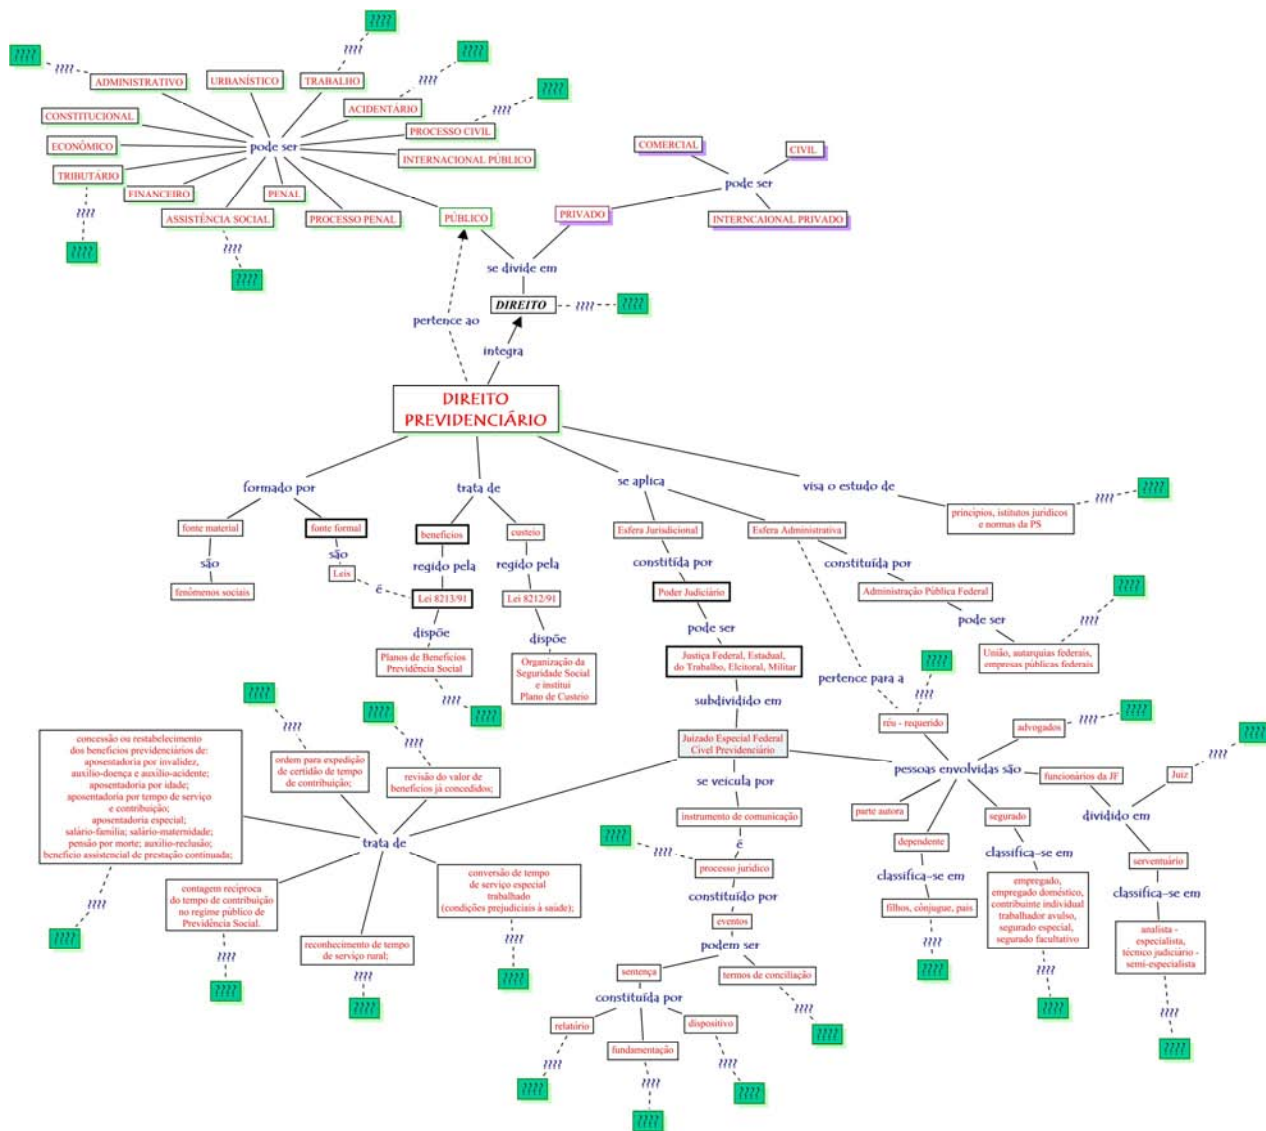 ????
????
????
????
????
????
????
????
ADMINISTRATIVO
URBANÍSTICO
TRABALHO
ACIDENTÁRIO
????
????
CONSTITUCIONAL
PROCESSO CIVIL
ECONÔMICO
pode ser
INTERNACIONAL PÚBLICO
TRIBUTÁRIO
FINANCEIRO
PENAL
ASSISTÊNCIA SOCIAL
PROCESSO PENAL
????
????
????
????
COMERCIAL
CIVIL
pode ser
PÚBLICO
PRIVADO
INTERNCAIONAL PRIVADO
se divide em
DIREITO
????
????
pertence ao
integra
DIREITO
PREVIDENCIÁRIO
formado por
trata de
se aplica
visa o estudo de
????
????
fonte material
fonte formal
benefícios
custeio
Esfera Jurisdicional
Esfera Administrativa
princípios, istitutos jurídicos
e normas da PS
são
são
regido pela
regido pela
constitída por
constituída por
fenômenos sociais
Leis
é
Lei 8213/91
Lei 8212/91
Poder Judiciário
Administração Pública Federal
dispõe
dispõe
pode ser
pode ser
????
????
Planos de Benefícios
Previdência Social
Organização da
Seguridade Social
e institui
Plano de Custeio
Justiça Federal, Estadual,
do Trabalho, Eleitoral, Militar
União, autarquias federais,
empresas públicas federais
????
????
pertence para a
????
????
subdividido em
réu - requerido
advogados
????
????
????
????
????
????
concessão ou restabelecimento
dos benefícios previdenciários de:
aposentadoria por invalidez,
auxílio-doença e auxílio-acidente;
aposentadoria por idade;
aposentadoria por tempo de serviço
e contribuição;
aposentadoria especial;
salário-família; salário-maternidade;
pensão por morte; auxílio-reclusão;
benefício assistencial de prestação continuada;
ordem para expedição
de certidão de tempo
de contribuição;
revisão do valor de
benefícios já concedidos;
Juizado Especial Federal
Cível Previdenciário
pessoas envolvidas são
funcionários da JF
Juiz
????
????
se veicula por
parte autora
segurado
dividido em
instrumento de comunicação
dependente
trata de
é
classifica-se em
classifica-se em
serventuário
????
????
processo jurídico
contagem recíproca
do tempo de contribuição
no regime público de
Previdência Social.
reconhecimento de tempo
de serviço rural;
conversão de tempo
de serviço especial
trabalhado
(condições prejudiciais à saúde);
constituído por
filhos, cônjugue, pais
empregado,
empregado doméstico,
contribuinte individual
trabalhador avulso,
segurado especial,
segurado facultativo
classifica-se em
analista -
especialista,
técnico judiciário -
semi-especialista
????
????
????
????
????
????
????
????
eventos
podem ser
sentença
termos de conciliação
????
????
????
????
????
????
constituída por
????
????
relatório
dispositivo
fundamentação
????
????
????
????
????
????